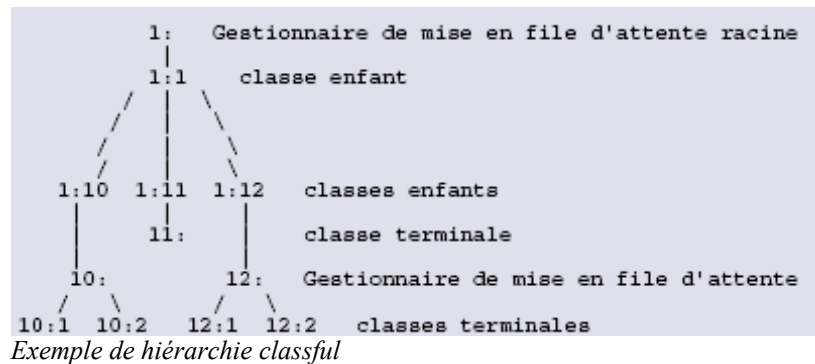 1: Gestionnaire de mise en file d'attente racine
1:1 classe enfant
1:10 1:11 1:12 classes enfants
11: classe terminale
10: 12: Gestionnaire de mise en file d'attente
10:1 10:2 12:1 12:2 classes terminales
Exemple de hiérarchie classful